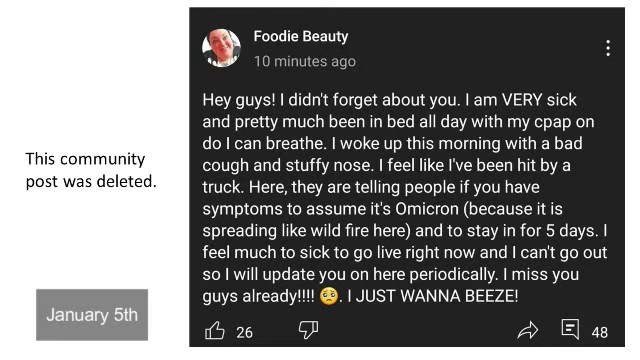 This community
post was deleted.
January 5th
Foodie Beauty
10 minutes ago
Hey guys! I didn't forget about you. I am VERY sick
and pretty much been in bed all day with my cpap on
do I can breathe. I woke up this morning with a bad
cough and stuffy nose. I feel like I've been hit by a
truck. Here, they are telling people if you have
symptoms to assume it's Omicron (because it is
spreading like wild fire here) and to stay in for 5 days. I
feel much to sick to go live right now and I can't go out
so I will update you on here periodically. I miss you
guys already!!!! 🥺. I JUST WANNA BEEZE!
26
48